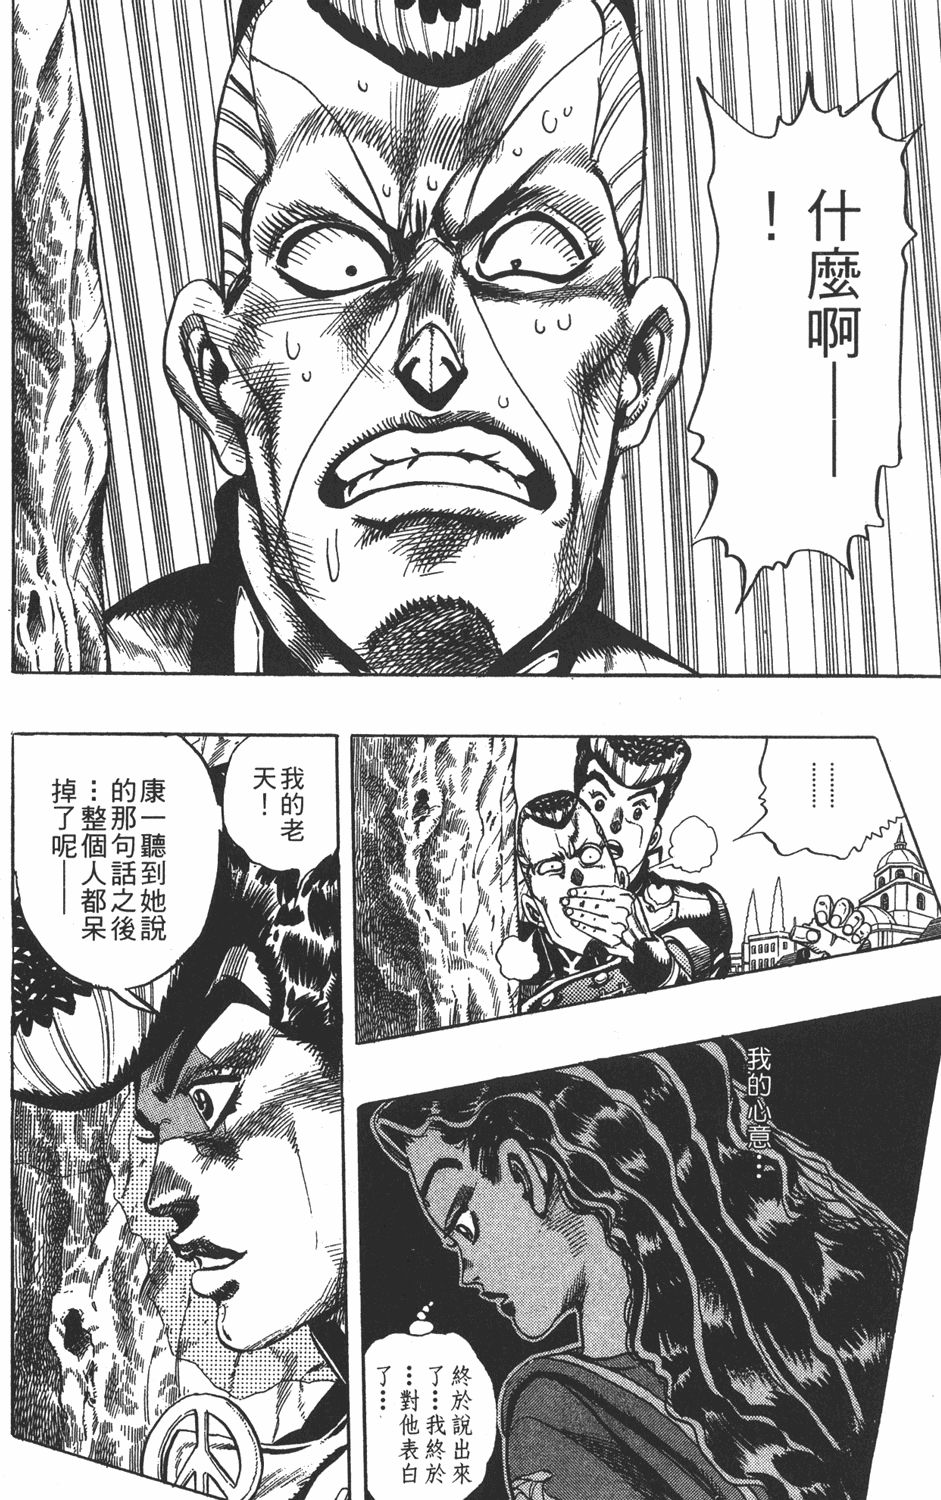 什麼啊——
！
⋯⋯⋯
⋯⋯⋯
我的心意⋯
終於說出來
了⋯我終於
⋯對他表白
了⋯
我的老
天！
康一聽到她說
的那句話之後
⋯整個人都呆
掉了呢——